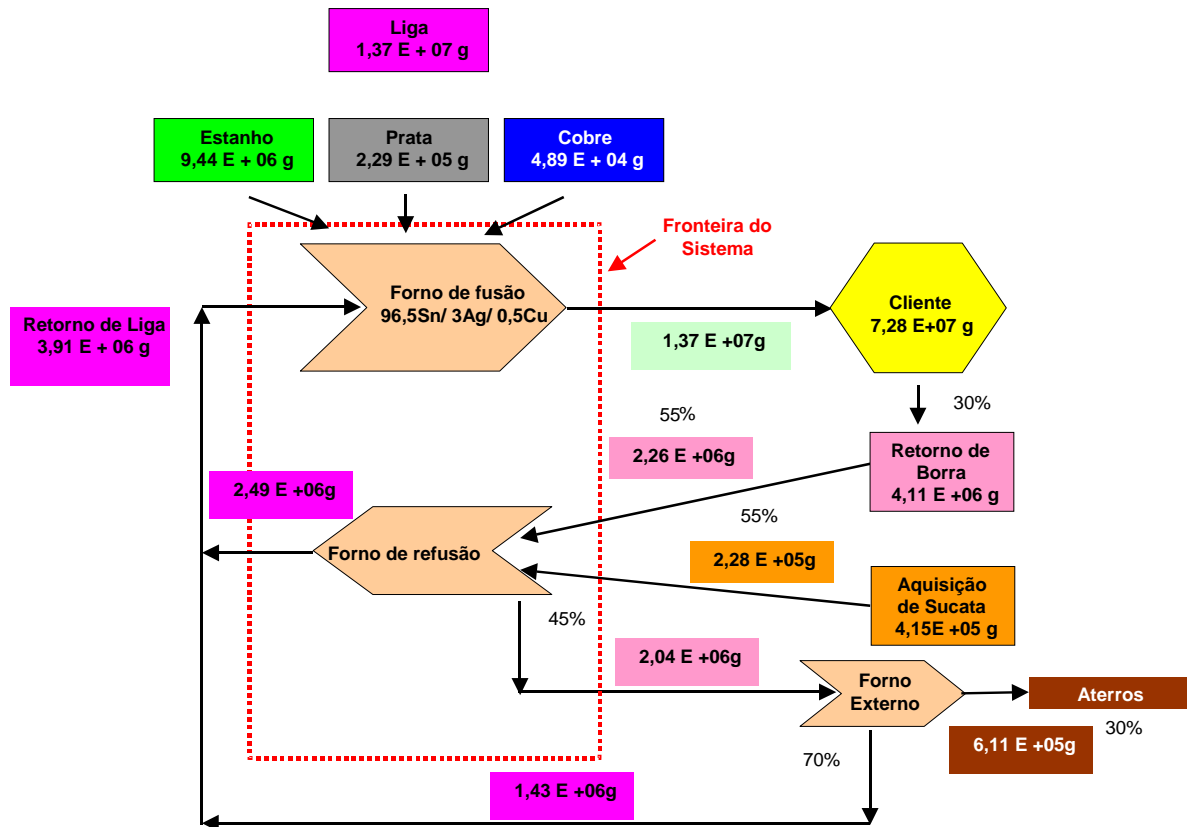 Liga
1,37 E + 07 g
Estanho
9,44 E + 06 g
Prata
2,29 E + 05 g
Cobre
4,89 E + 04 g
Fronteira do
Sistema
Forno de fusão
96,5Sn/ 3Ag/ 0,5Cu
Cliente
7,28 E+07 g
Retorno de Liga
3,91 E + 06 g
1,37 E +07g
55%
30%
2,26 E +06g
Retorno de
Borra
4,11 E +06 g
2,49 E +06g
55%
Forno de refusão
2,28 E +05g
Aquisição
de Sucata
4,15E +05 g
45%
2,04 E +06g
Forno
Externo
Aterros
30%
6,11 E +05g
70%
1,43 E +06g